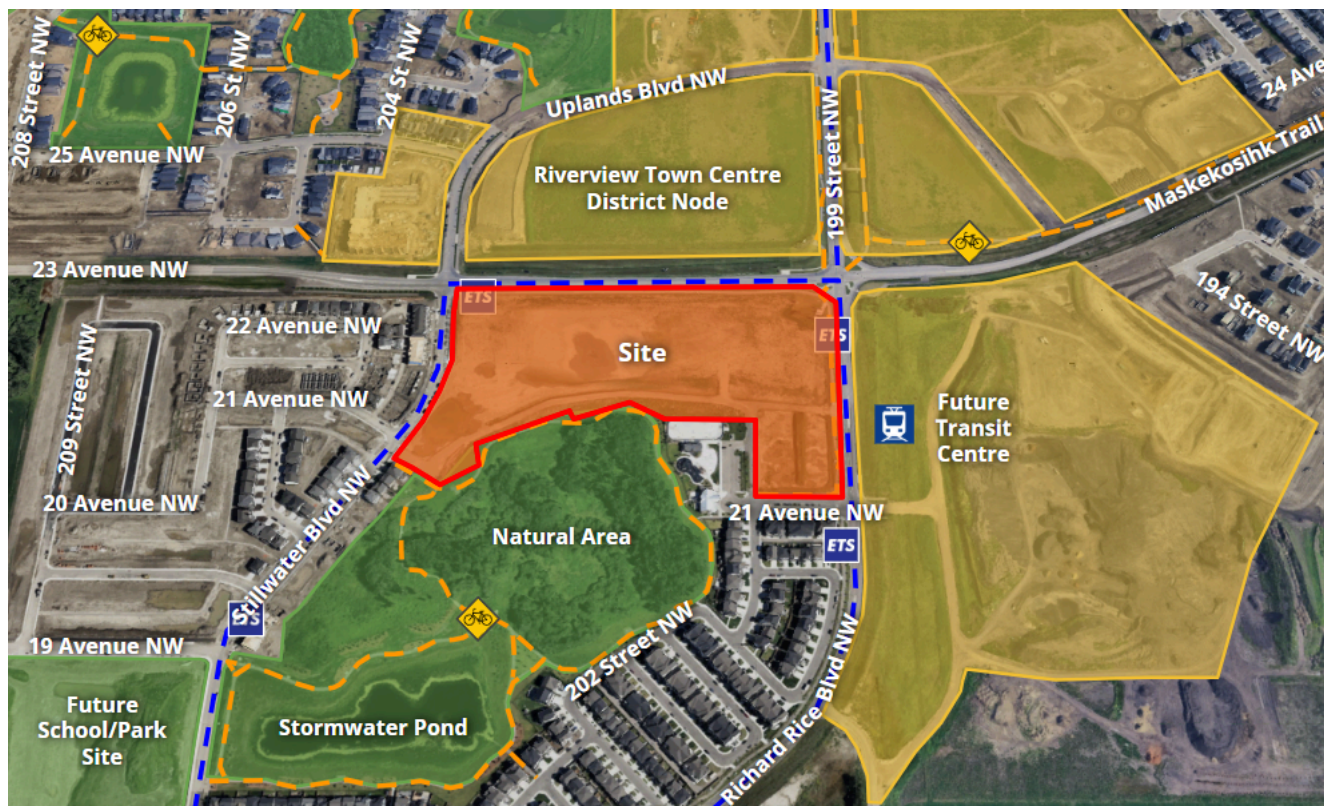 208 Street NW
206 St NW
204 St NW
25 Avenue NW
Uplands Blvd NW
199 Street NW
24 Ave
Maskekosihk Trail
Riverview Town Centre
District Node
23 Avenue NW
ETS
194 Street NW
22 Avenue NW
ETS
Site
209 Street NW
21 Avenue NW
Future
Transit
Centre
20 Avenue NW
21 Avenue NW
Natural Area
ETS
Stillwater Blvd NW
ETS
19 Avenue NW
202 Street NW
Richard Rice Blvd NW
Future
School/Park
Site
Stormwater Pond